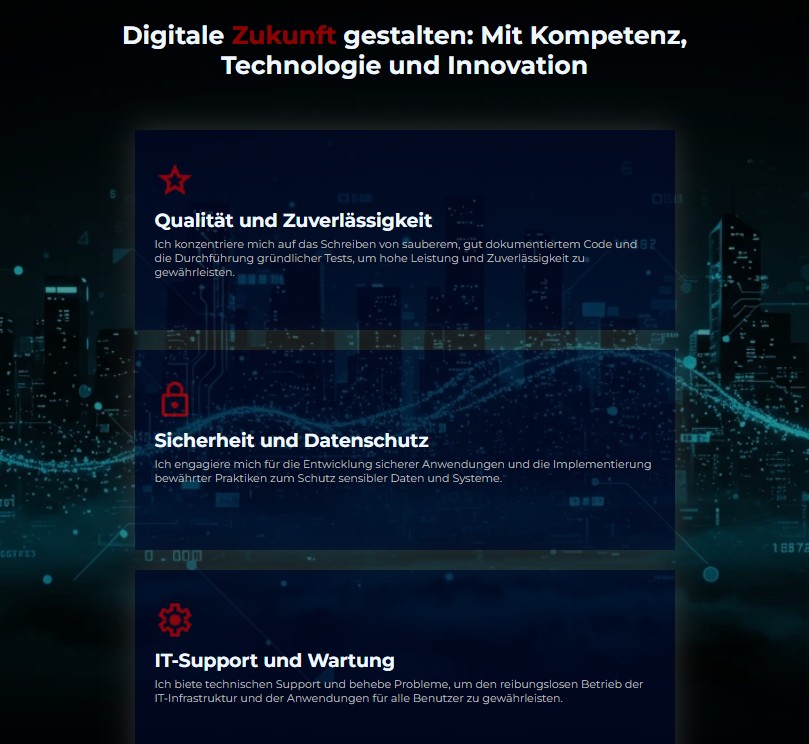 Digitale Zukunft gestalten: Mit Kompetenz,
Technologie und Innovation
Qualität und Zuverlässigkeit
Ich konzentriere mich auf das Schreiben von sauberem, gut dokumentiertem Code und
die Durchführung gründlicher Tests, um hohe Leistung und Zuverlässigkeit zu
gewährleisten.
Sicherheit und Datenschutz
Ich engagiere mich für die Entwicklung sicherer Anwendungen und die Implementierung
bewährter Praktiken zum Schutz sensibler Daten und Systeme.
0.00M
IT-Support und Wartung
Ich biete technischen Support und behebe Probleme, um den reibungslosen Betrieb der
IT-Infrastruktur und der Anwendungen für alle Benutzer zu gewährleisten.